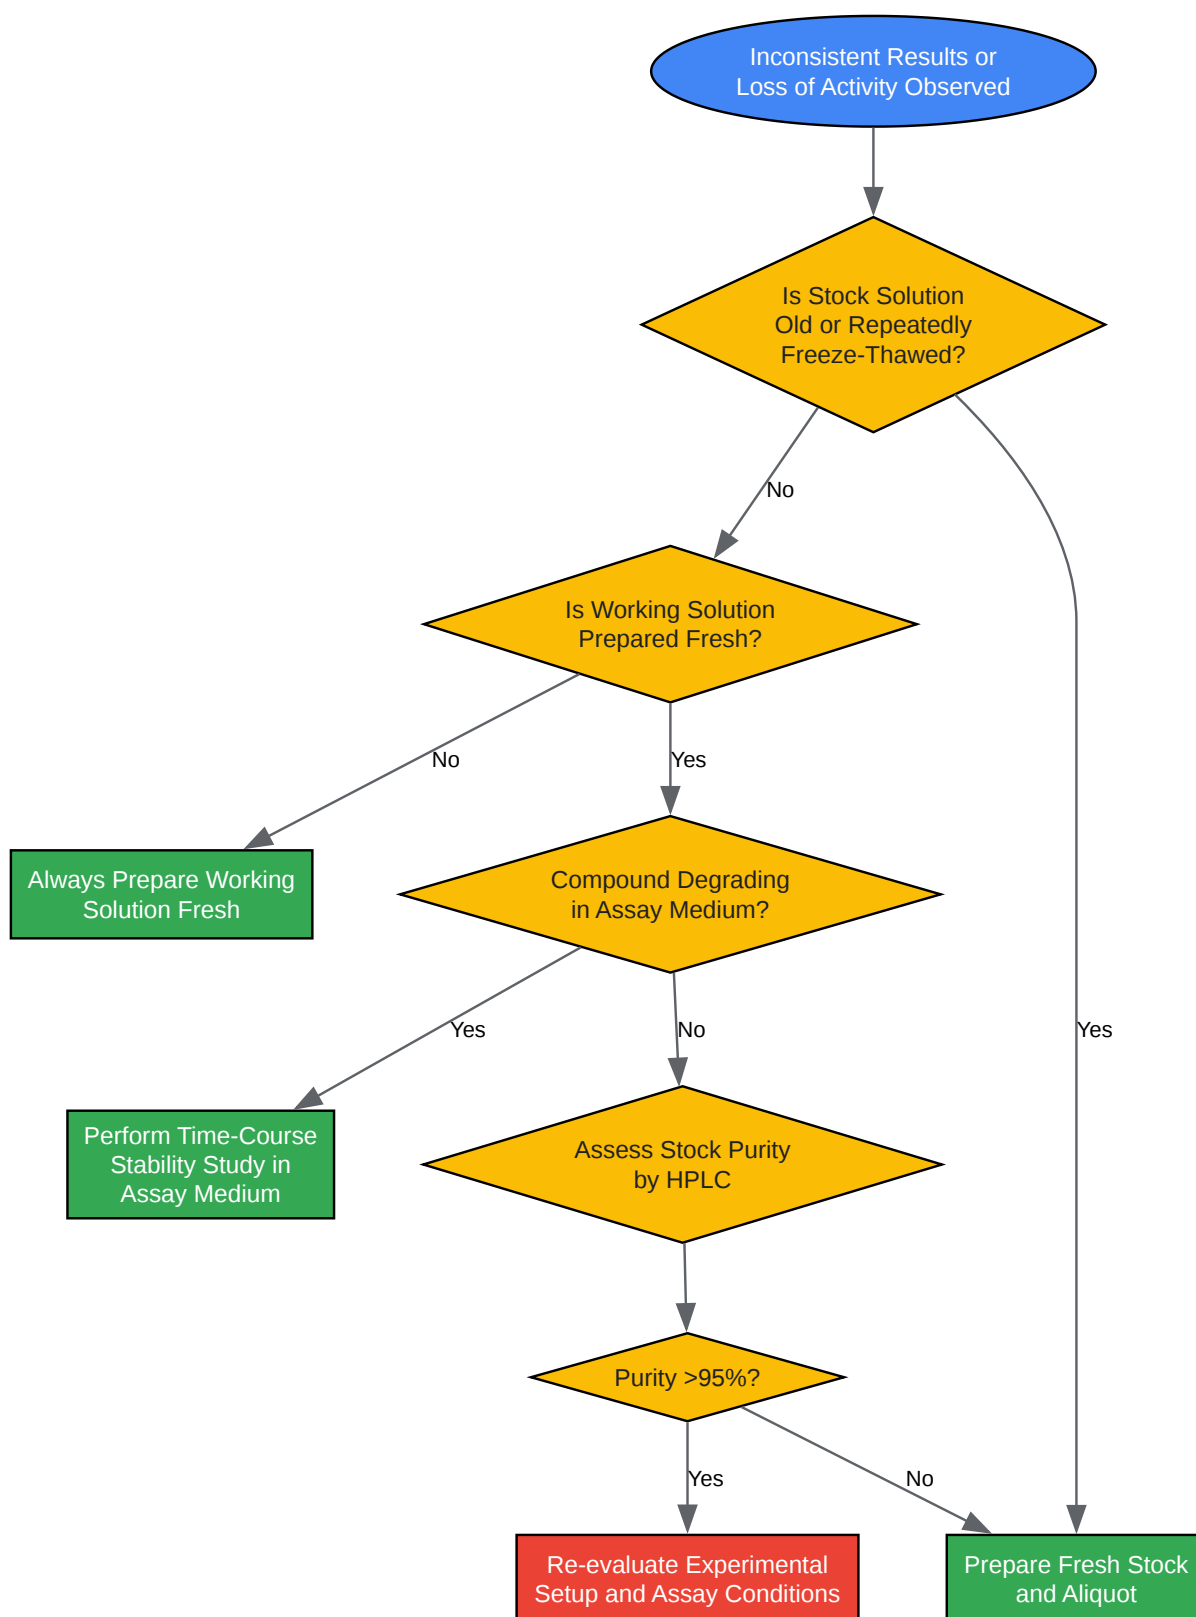 Inconsistent Results or
Loss of Activity Observed
Is Stock Solution
Old or Repeatedly
Freeze-Thawed?
No
Is Working Solution
Prepared Fresh?
No
Yes
Always Prepare Working
Solution Fresh
Compound Degrading
in Assay Medium?
Yes
No
Yes
Perform Time-Course
Stability Study in
Assay Medium
Assess Stock Purity
by HPLC
Purity >95%?
Yes
No
Re-evaluate Experimental
Setup and Assay Conditions
Prepare Fresh Stock
and Aliquot